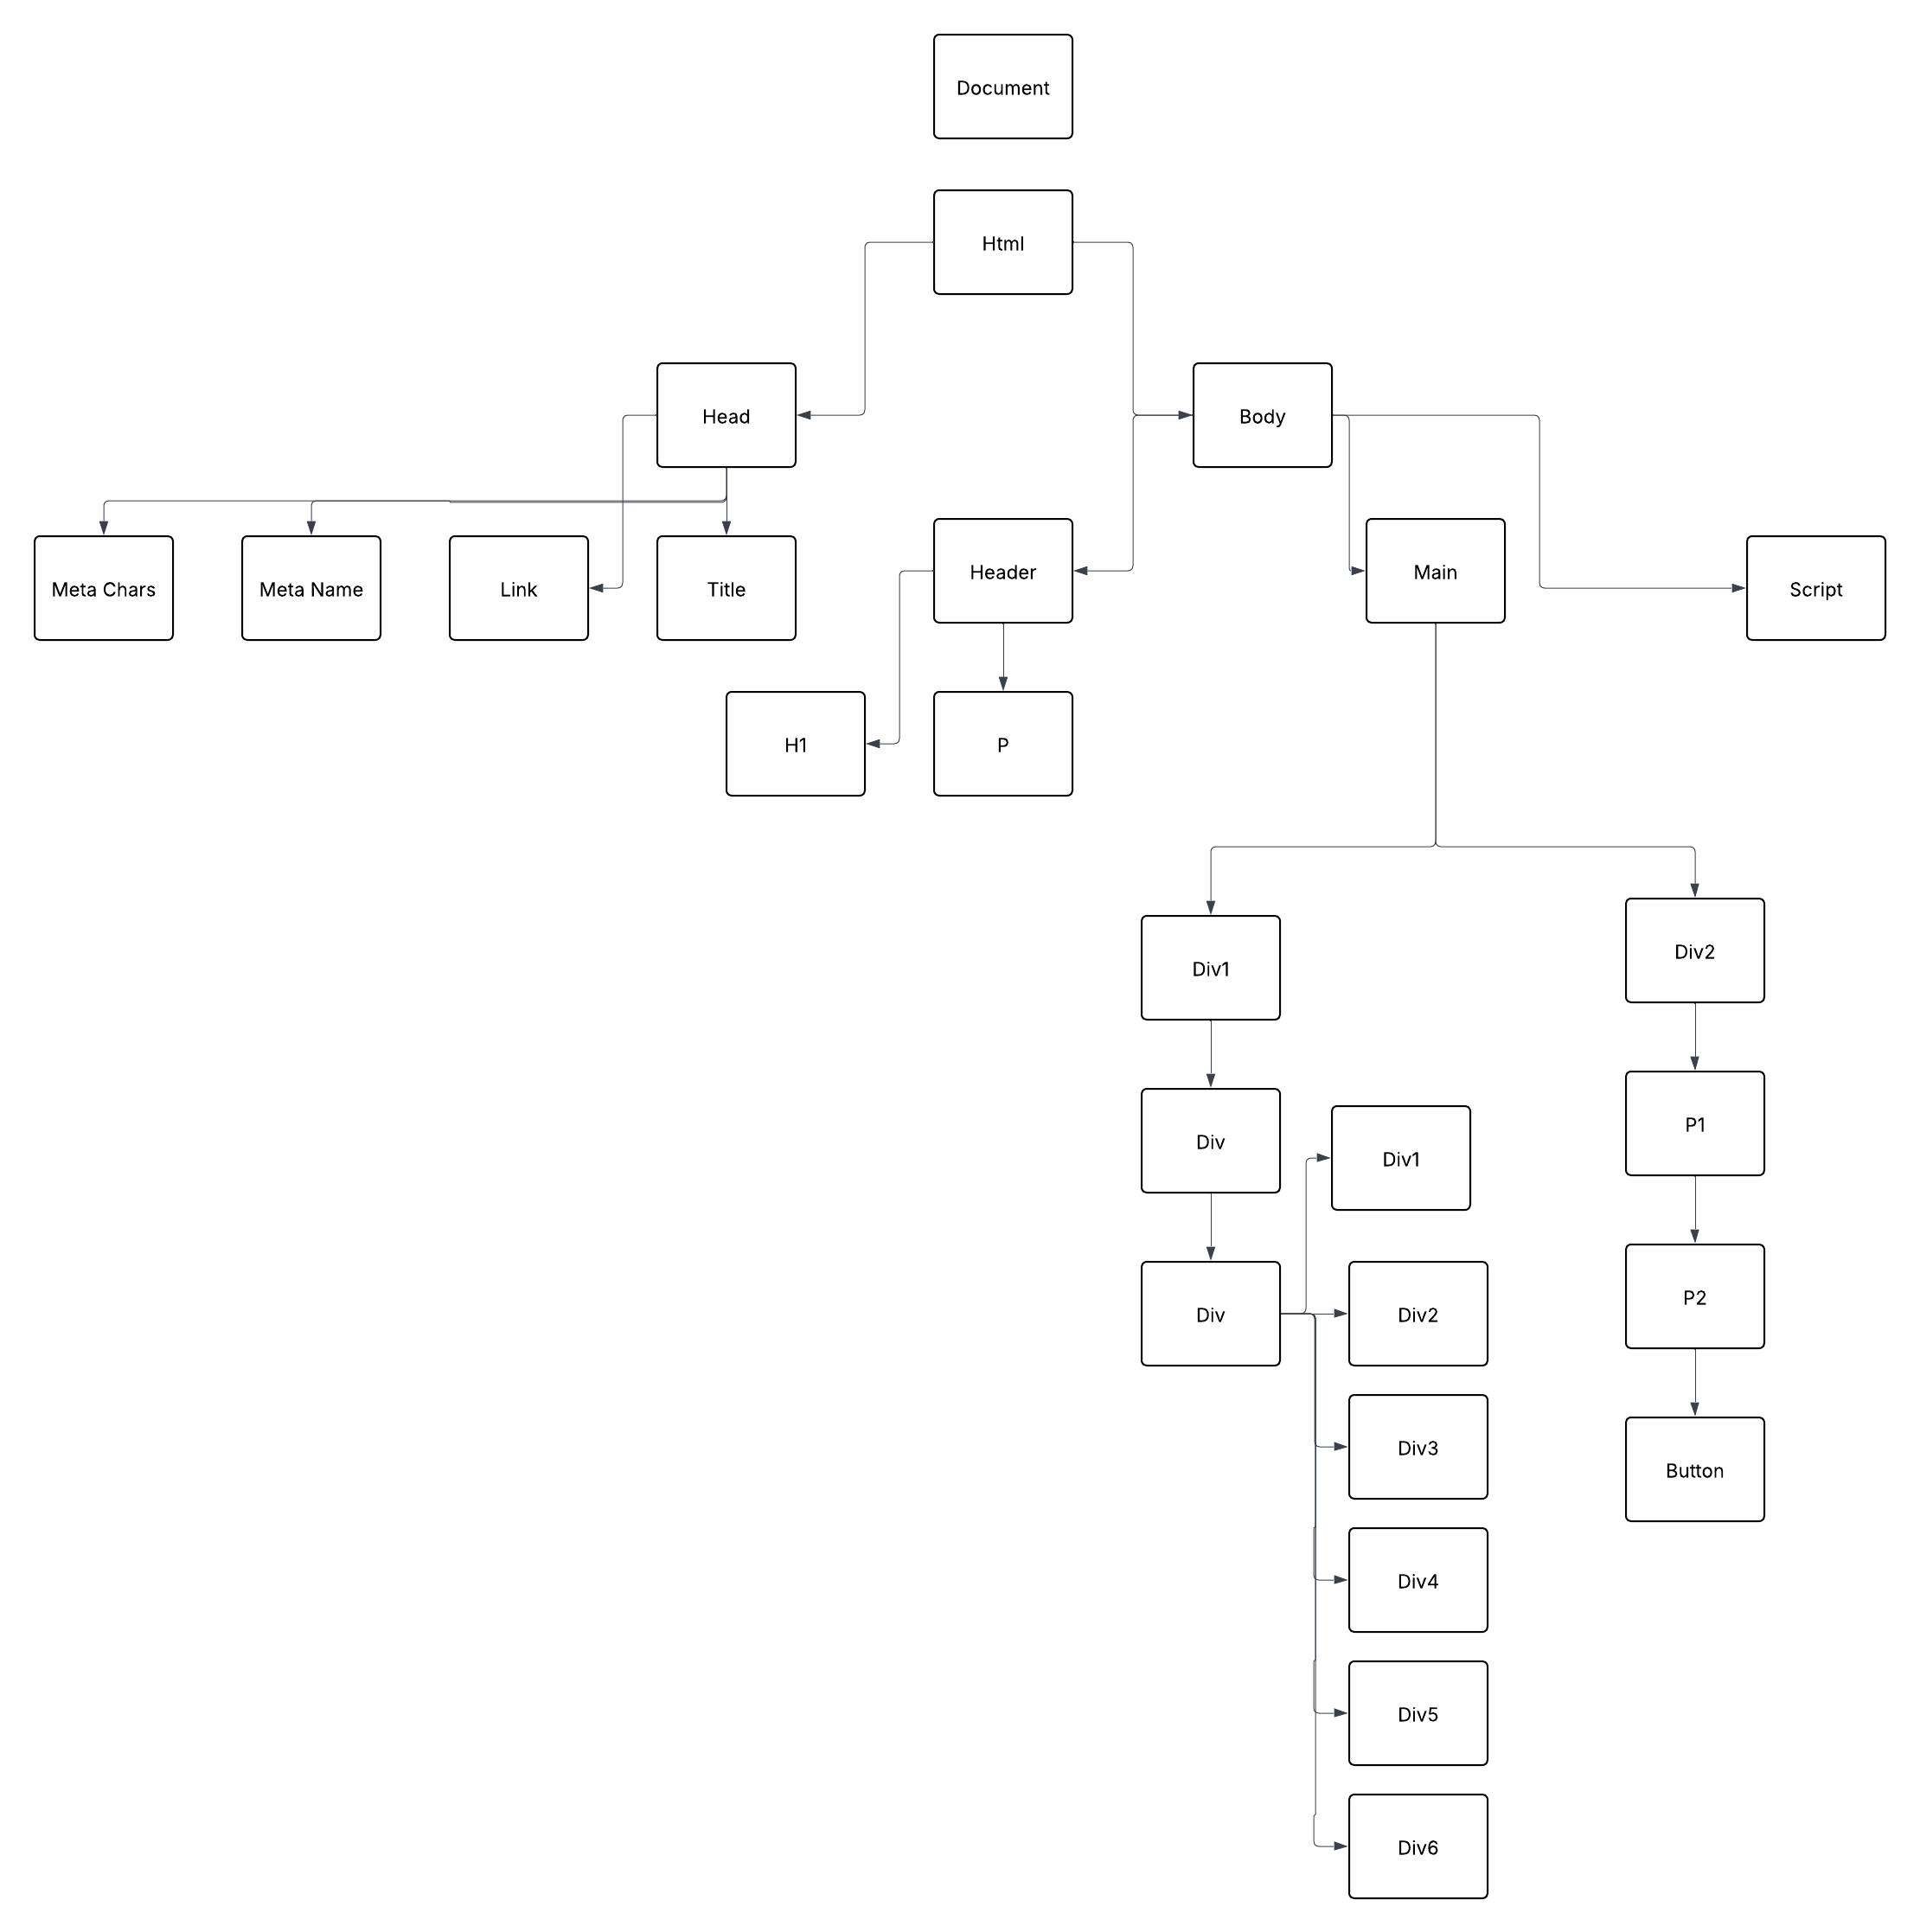 Document
Html
Head
Body
Meta Chars
Meta Name
Link
Title
Header
Main
Script
H1
P
Div1
Div2
Div
P1
Div1
Div
Div2
P2
Div3
Button
Div4
Div5
Div6